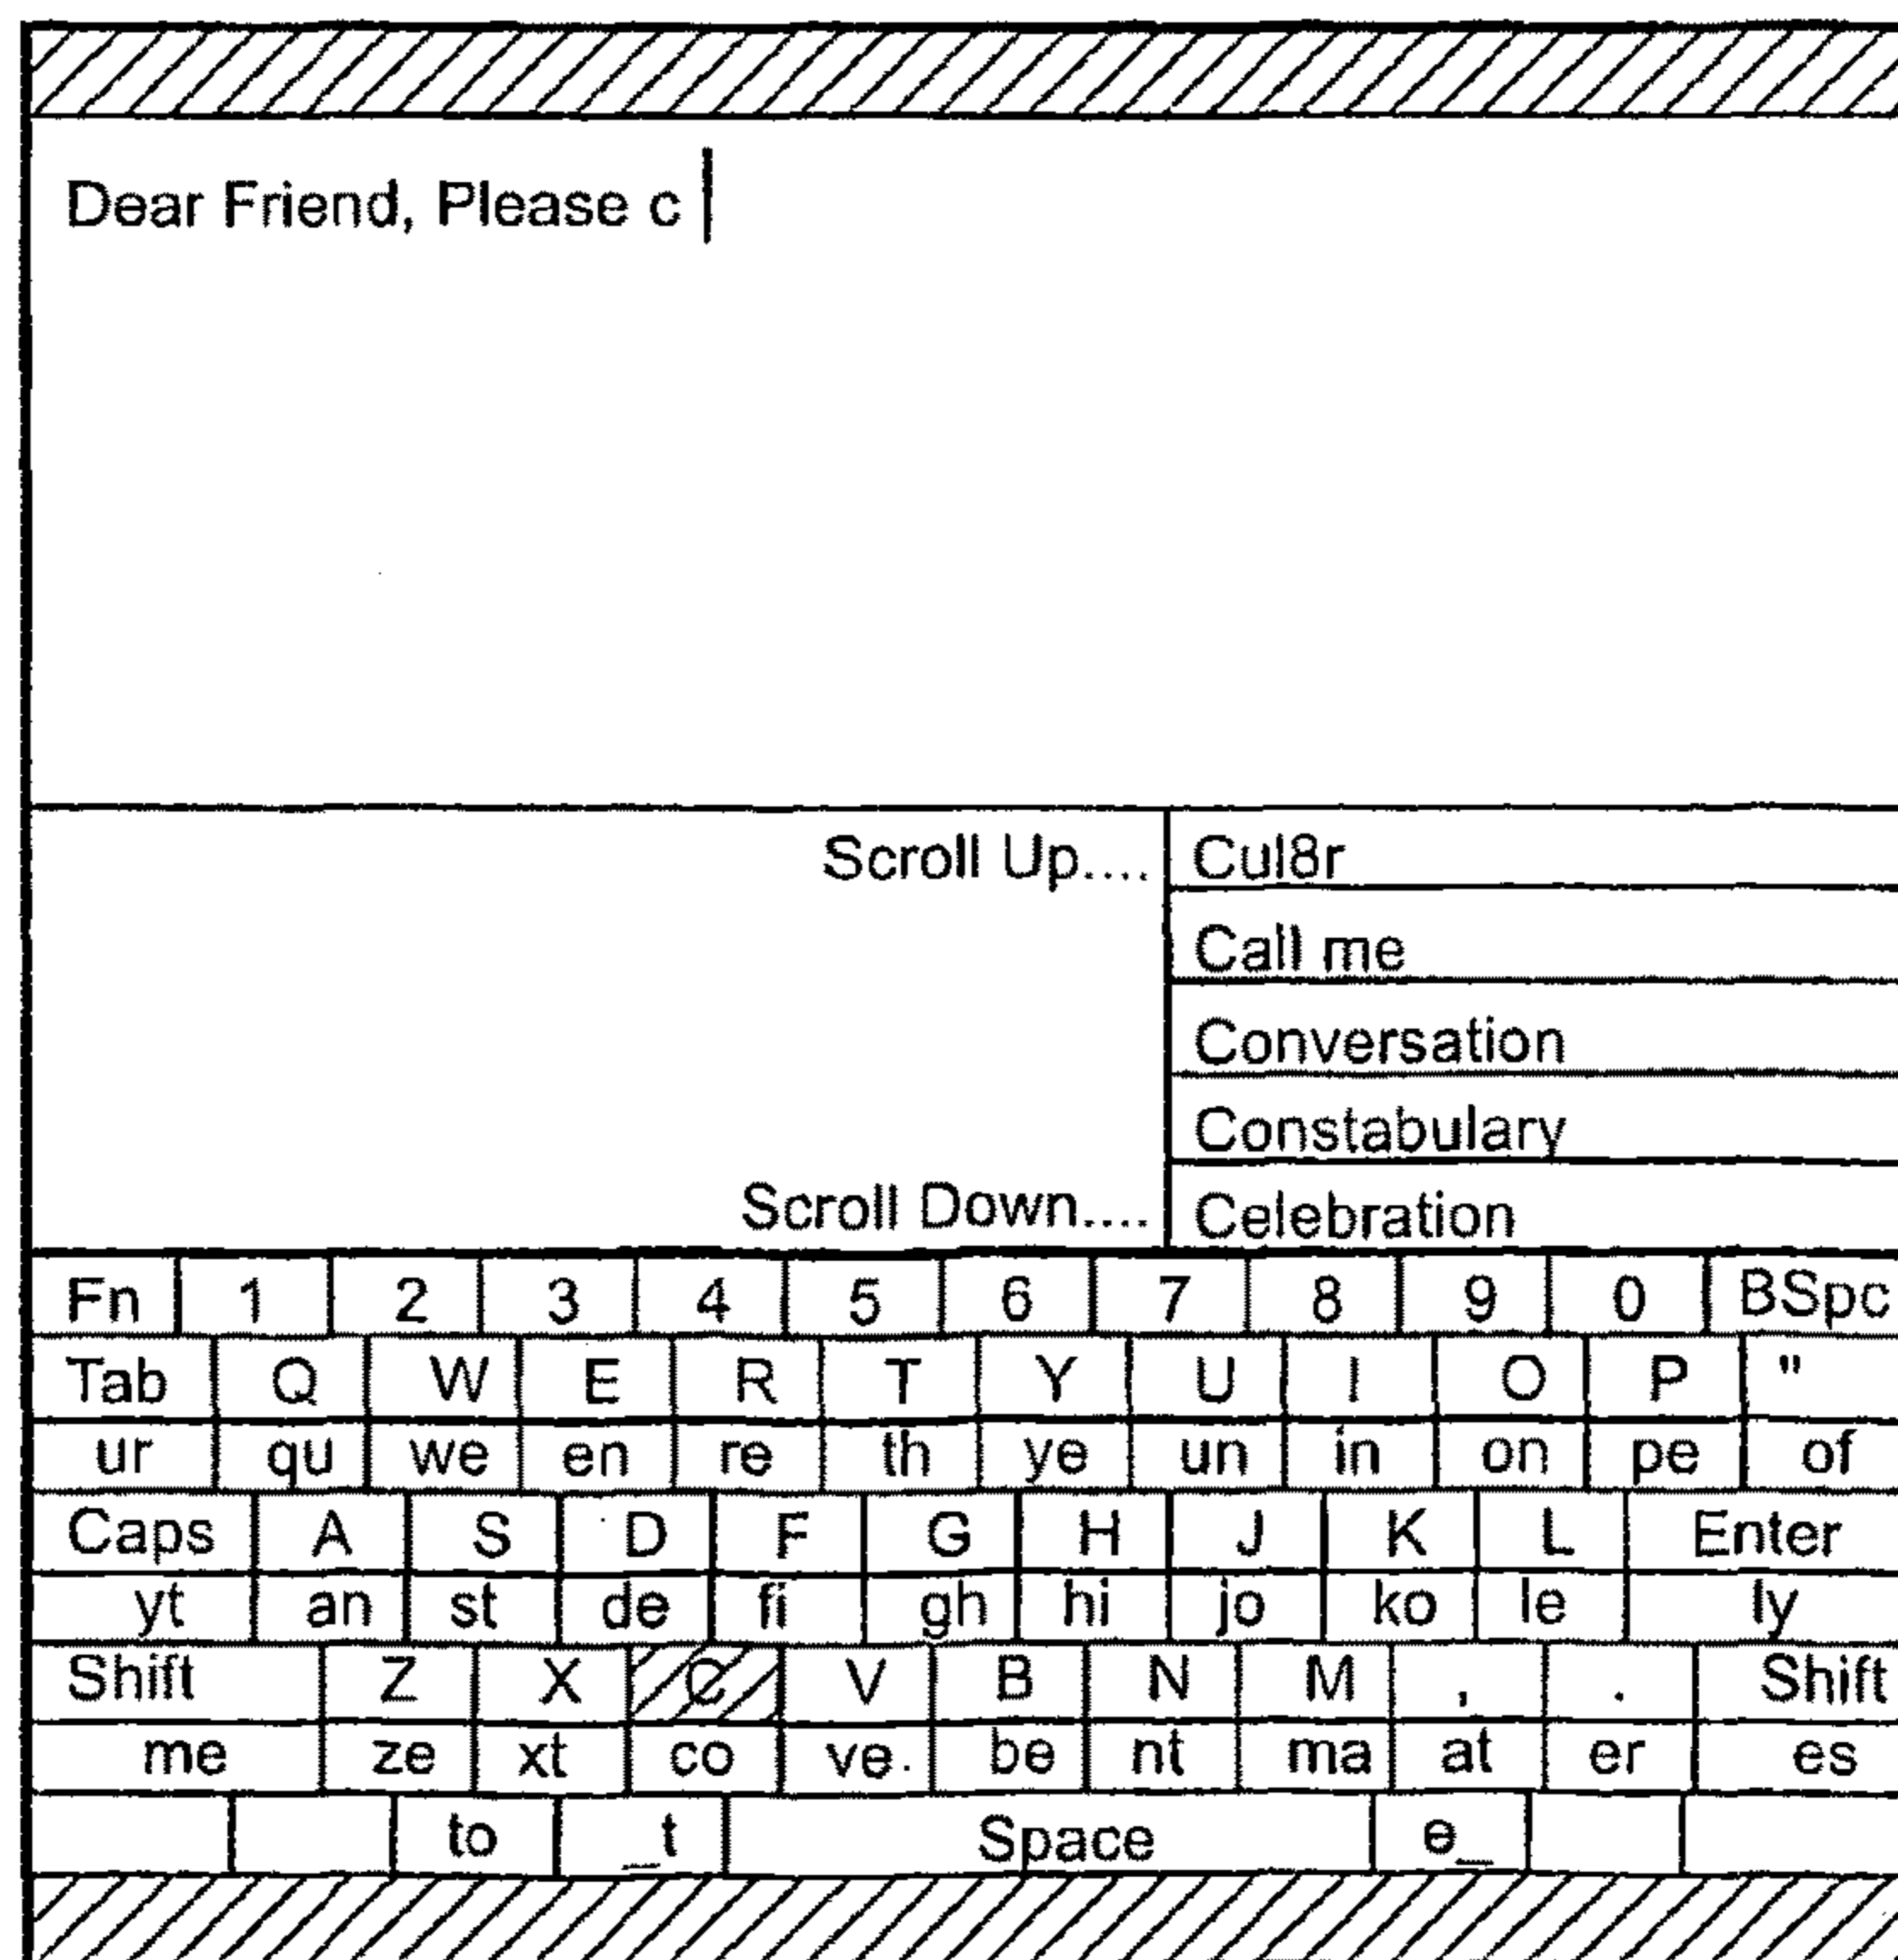 Dear Friend, Please c
Scroll Up.... Cul8r
Call me
Conversation
Constabulary
Scroll Down.... Celebration
Fn 1 2 3 4 5 6 7 8 9 0 BSpc
Tab Q W E R T Y U I O P "
ur qu we en re th ye un in on pe of
Caps A S D F G H J K L Enter
yt an st de fi gh hi jo ko le ly
Shift Z X C V B N M , . Shift
me ze xt co ve be nt ma at er es
to _t Space e_